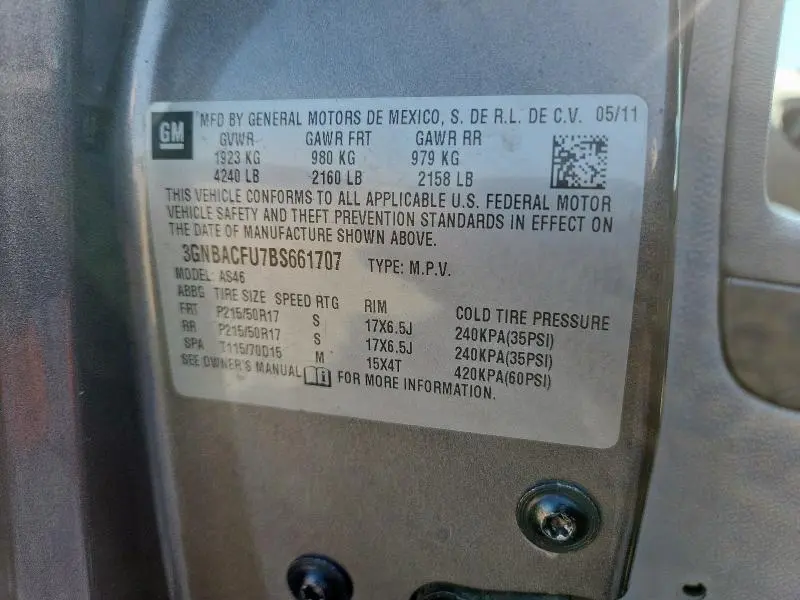 GM
MFD BY GENERAL MOTORS DE MEXICO, S. DE R.L. DE C.V. 05/11
GVWR GAWR FRT GAWR RR
1923 KG 980 KG 979 KG
4240 LB 2160 LB 2158 LB
THIS VEHICLE CONFORMS TO ALL APPLICABLE U.S. FEDERAL MOTOR
VEHICLE SAFETY AND THEFT PREVENTION STANDARDS IN EFFECT ON
THE DATE OF MANUFACTURE SHOWN ABOVE.
3GNBACFU7BS661707 TYPE: M.P.V.
MODEL: AS46
ABBG TIRE SIZE SPEED RTG RIM COLD TIRE PRESSURE
FRT P215/50R17 S 17X6.5J 240KPA(35PSI)
RR P215/50R17 S 17X6.5J 240KPA(35PSI)
SPA T115/70D15 M 15X4T 420KPA(60PSI)
SEE OWNER'S MANUAL FOR MORE INFORMATION.